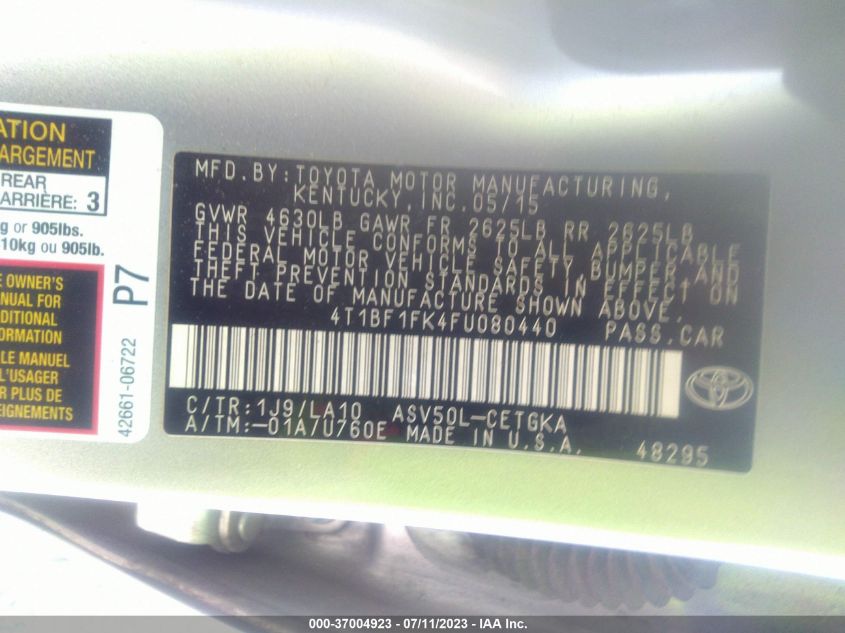 ATION
ARGEMENT
REAR
ARRIÈRE: 3
g or 905lbs.
10kg ou 905lb.
E OWNER'S
ANUAL FOR
DDITIONAL
FORMATION
LE MANUEL
L'USAGER
R PLUS DE
EIGNEMENTS
P7
42661-06722
MFD.BY:TOYOTA MOTOR MANUFACTURING,
KENTUCKY,INC.05/15
GVWR 4630LB GAWR FR 2625LB RR 2625LB
THIS VEHICLE CONFORMS TO ALL APPLICABLE
FEDERAL MOTOR VEHICLE SAFETY,BUMPER,AND
THEFT PREVENTION STANDARDS IN EFFECT ON
THE DATE OF MANUFACTURE SHOWN ABOVE.
4T1BF1FK4FU080440 PASS.CAR
C/TR:1J9/LA10 ASV50L-CETGKA
A/TM:-01A/U760E MADE IN U.S.A.
48295
000-37004923 - 07/11/2023 - IAA Inc.